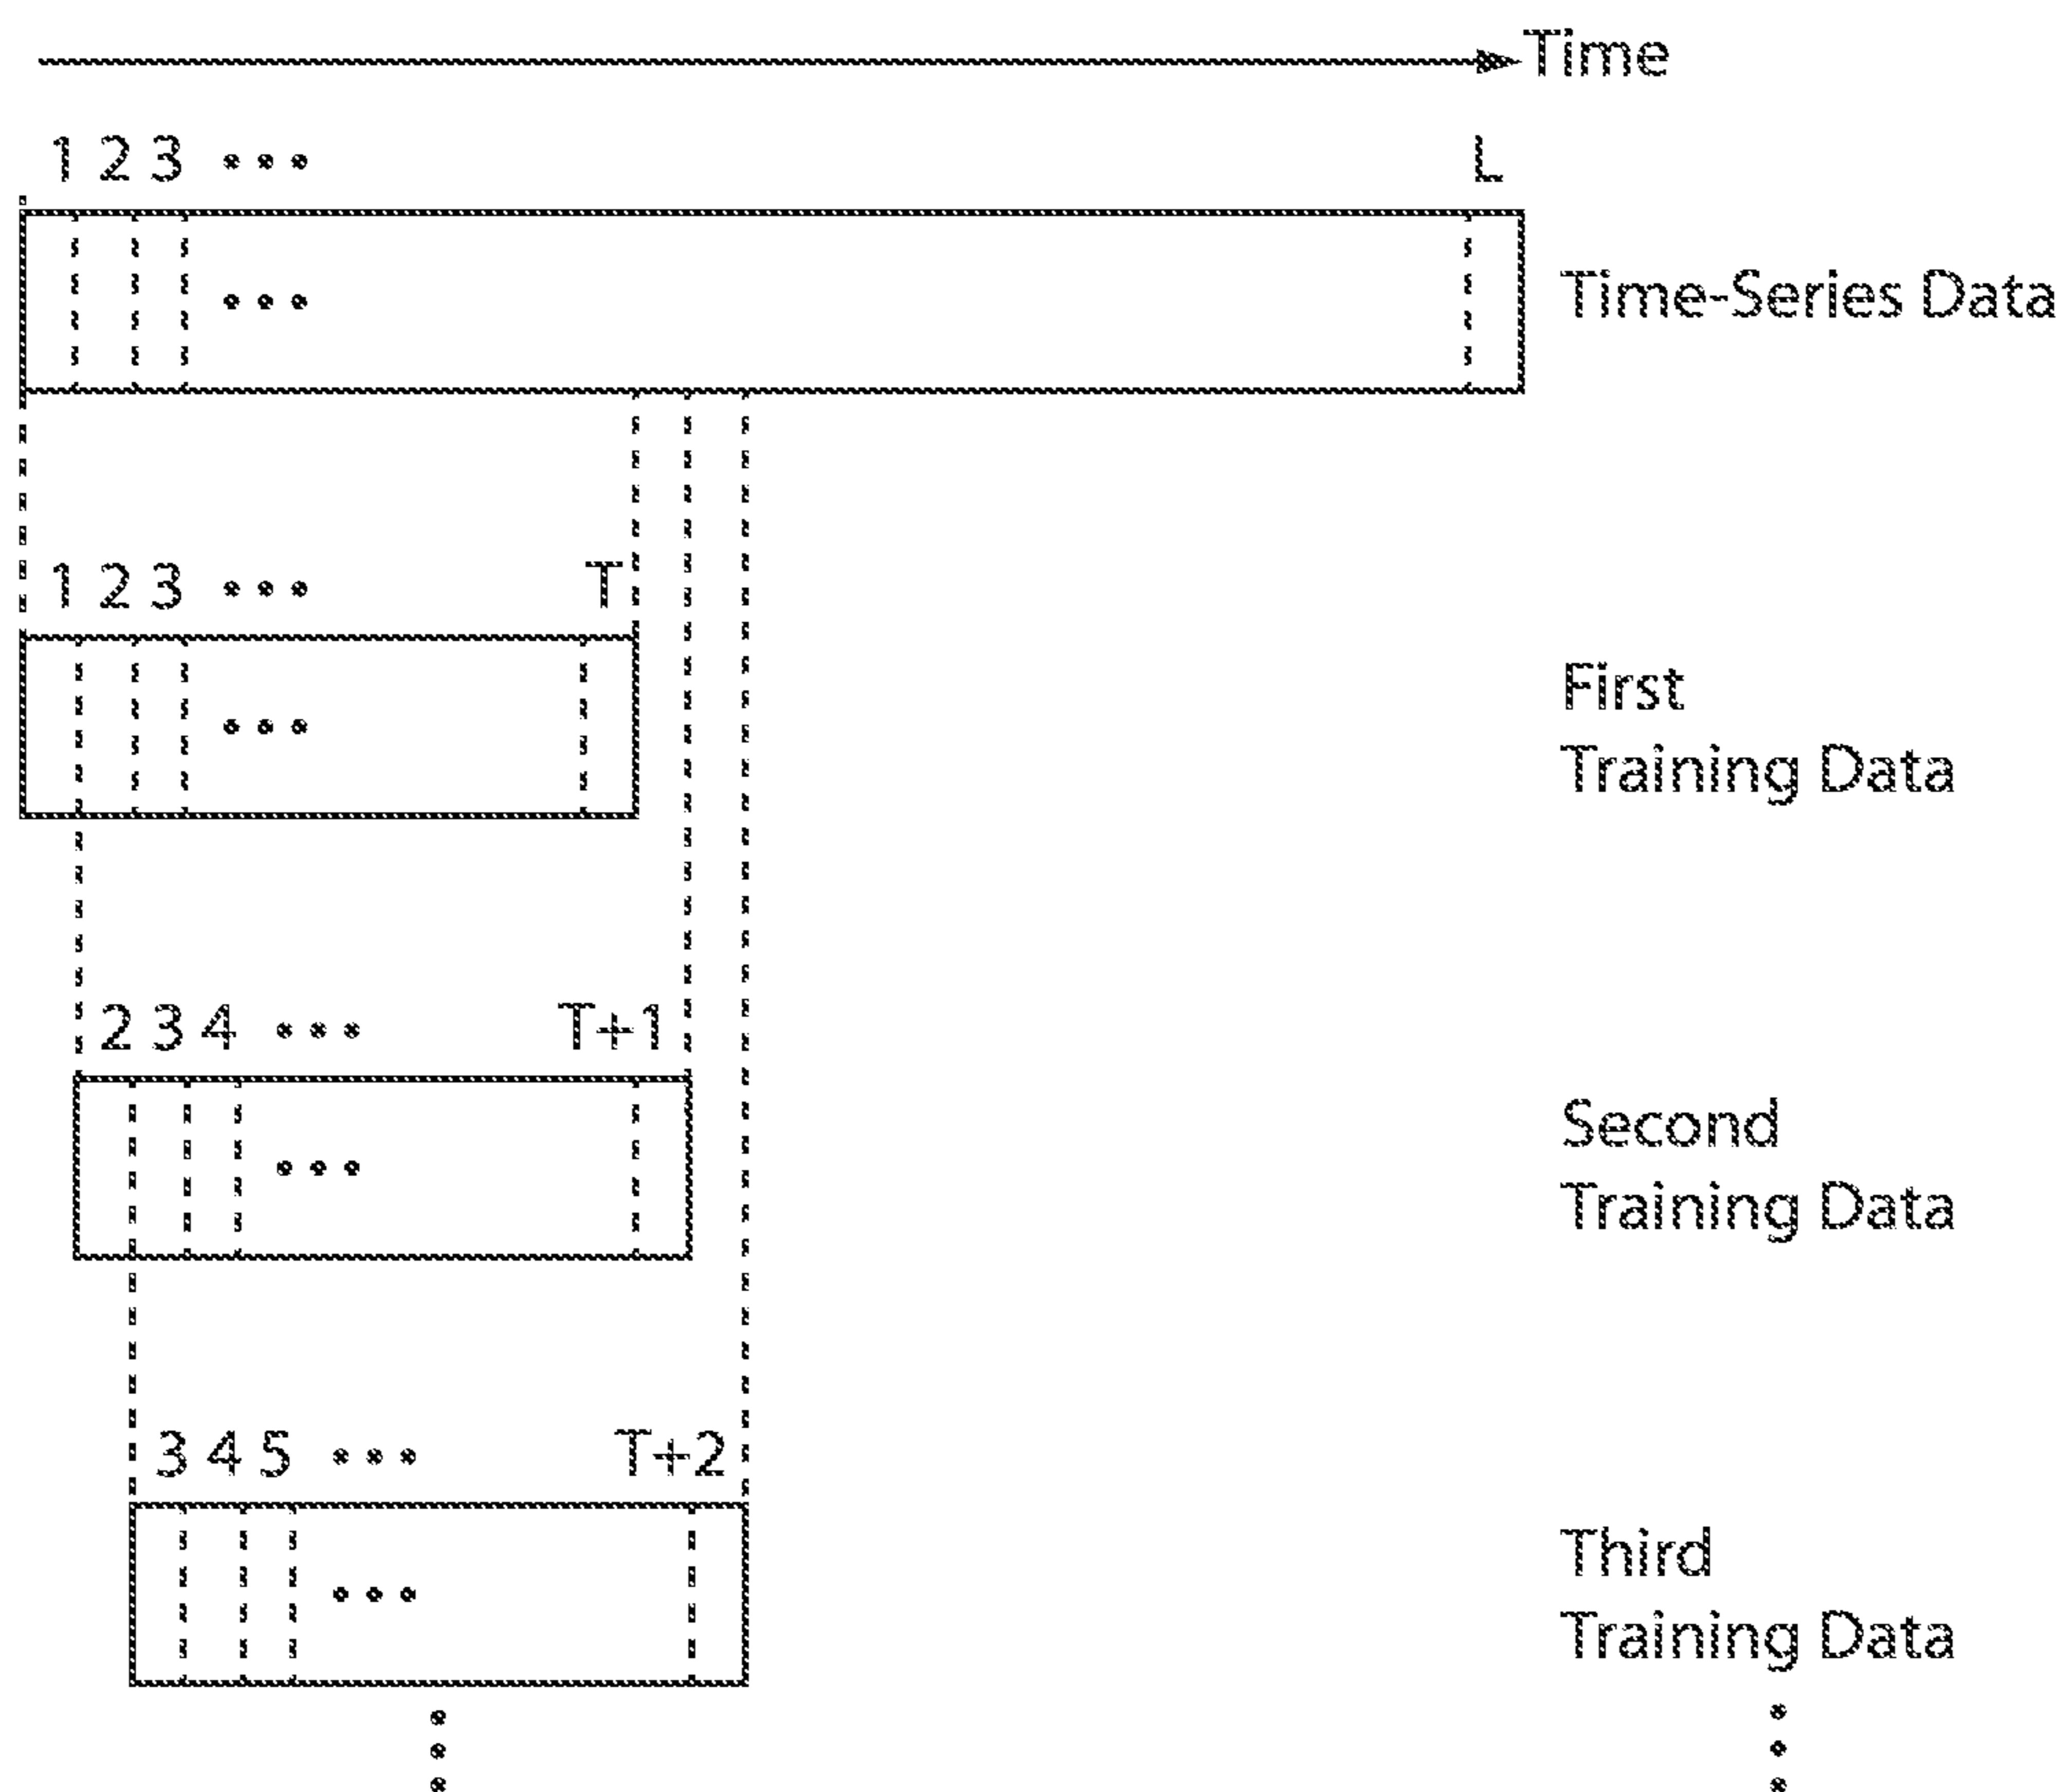 Time
1 2 3 ••• L
••• Time-Series Data
1 2 3 ••• T
•••
First
Training Data
2 3 4 ••• T+1
•••
Second
Training Data
3 4 5 ••• T+2
•••
Third
Training Data